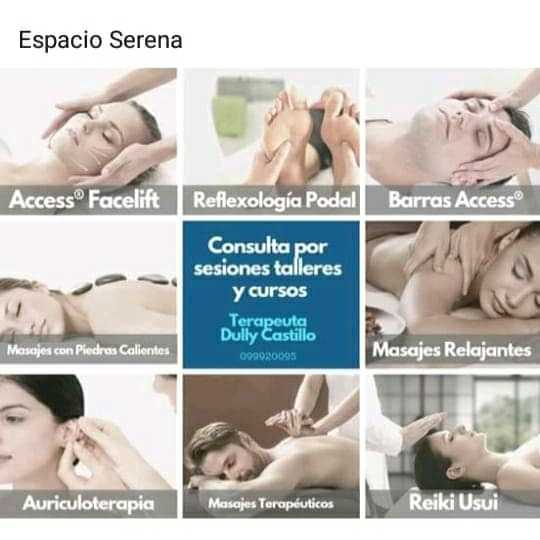 Espacio Serena
Access® Facelift
Reflexología Podal
Barras Access®
Masajes con Piedras Calientes
Consulta por
sesiones talleres
y cursos
Terapeuta
Dully Castillo
099920095
Masajes Relajantes
Auriculoterapia
Masajes Terapéuticos
Reiki Usui